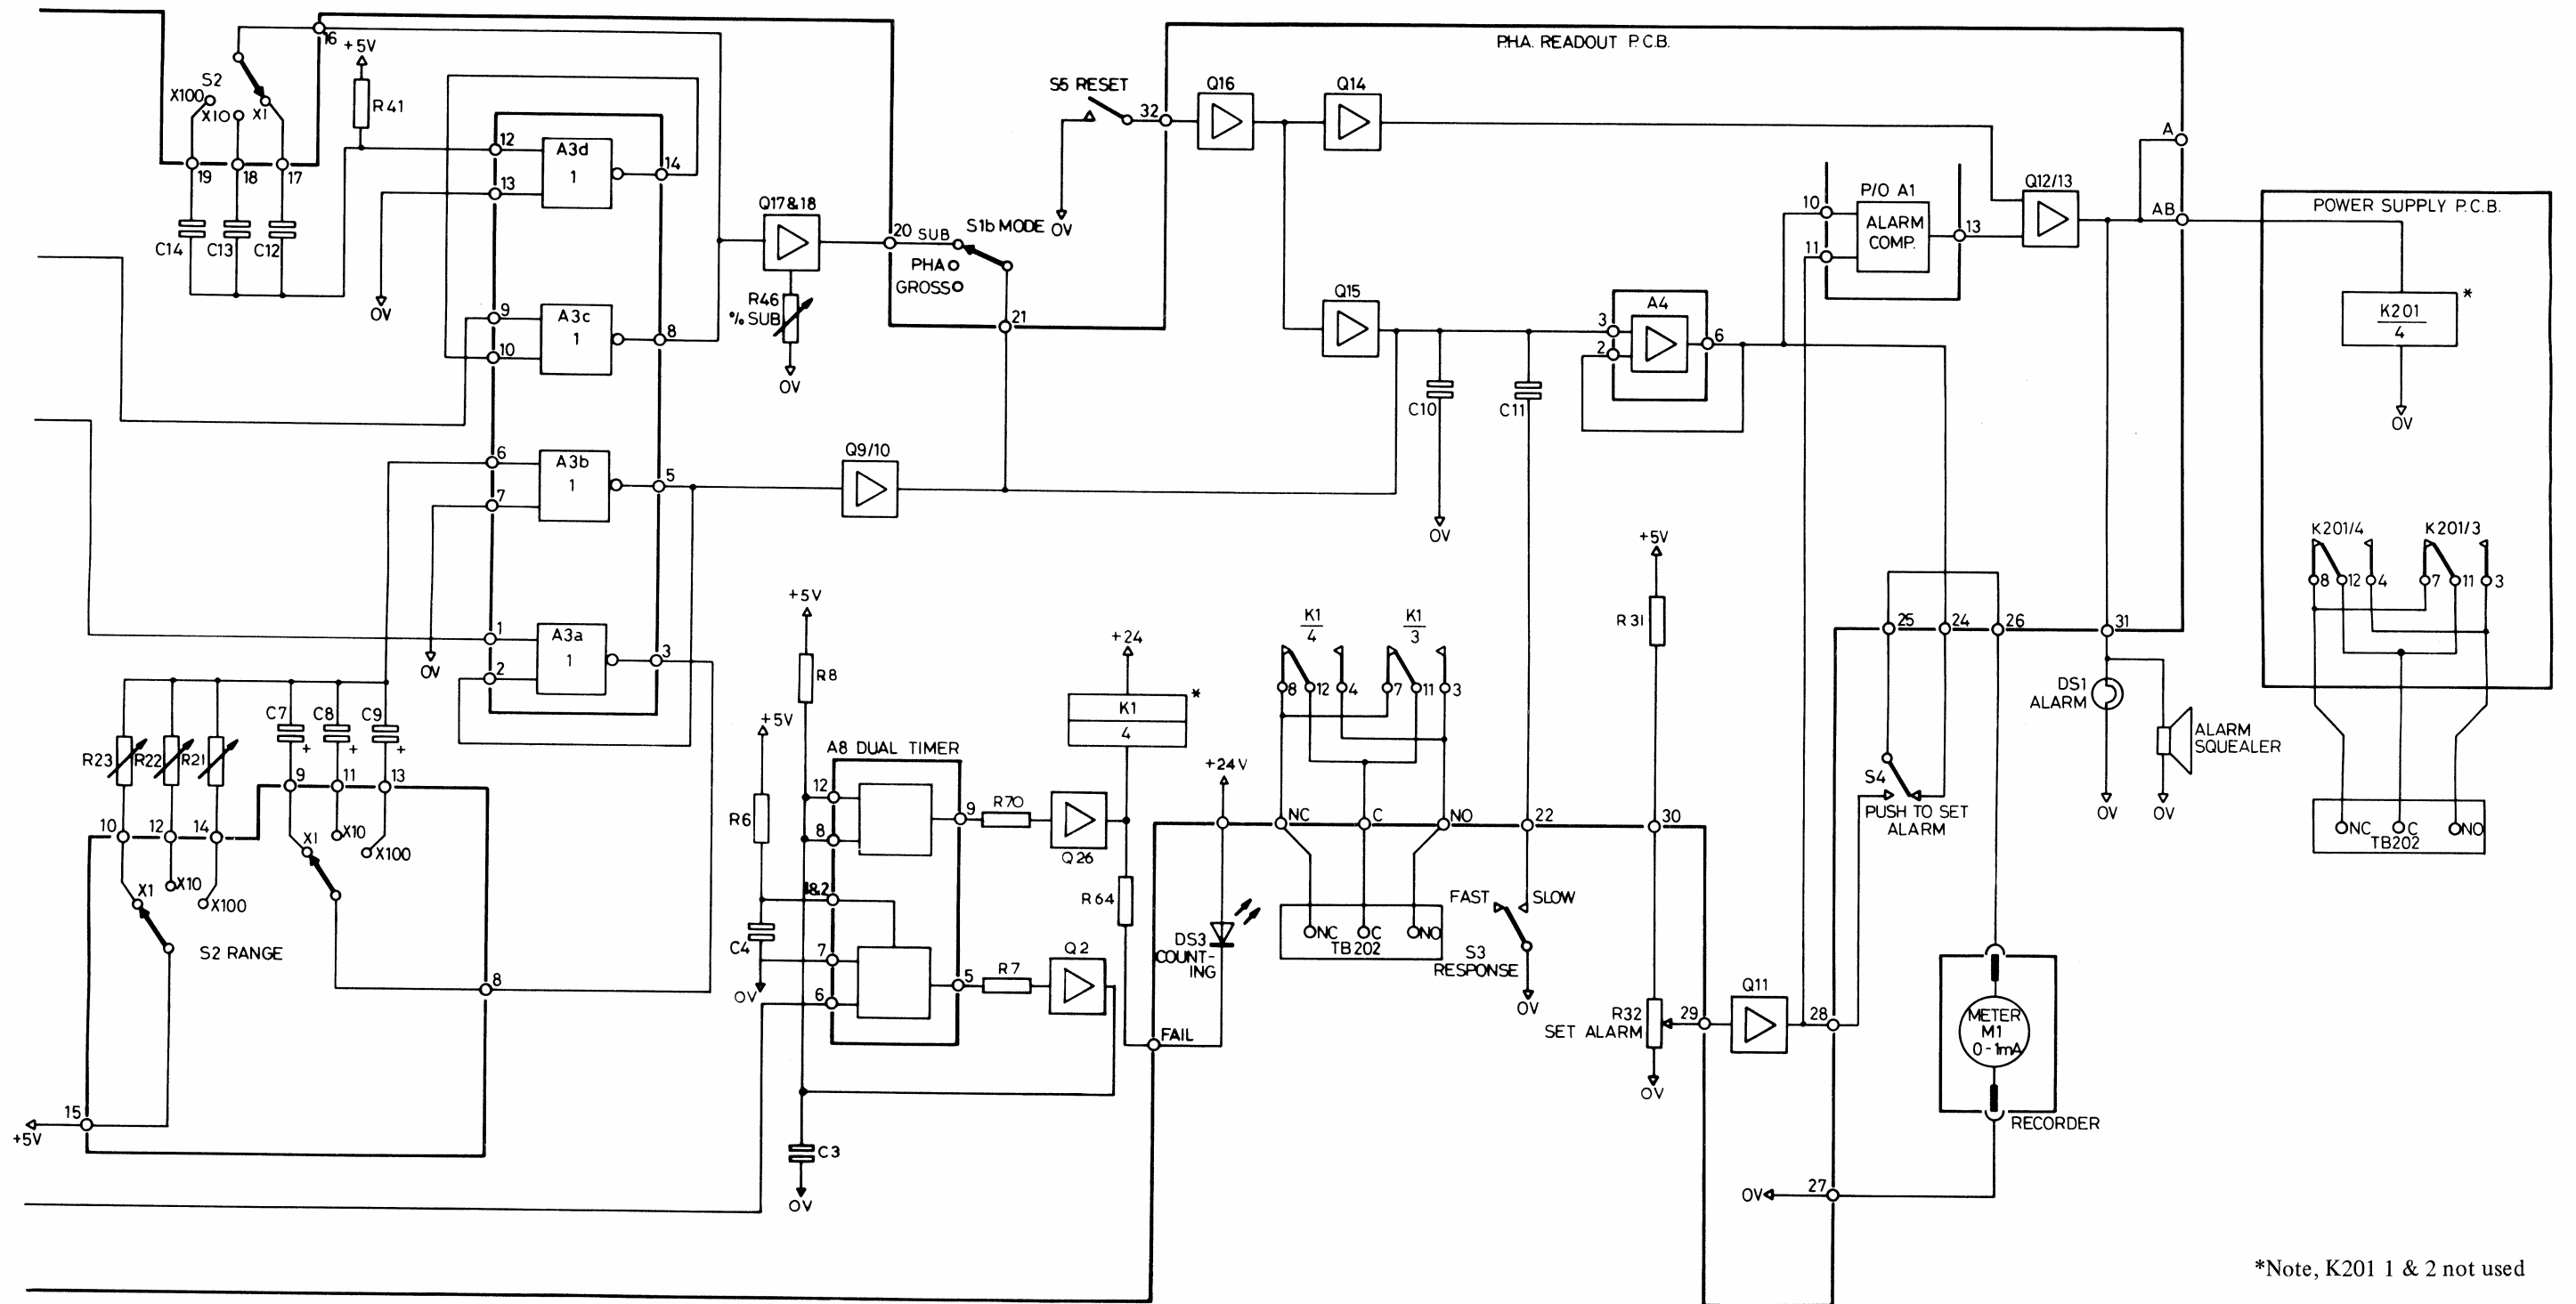 P.H.A. READOUT P.C.B.
16
+5V
S2
X100
X10
X1
R41
19
18
17
C14
C13
C12
12
A3d
14
13
1
0V
9
A3c
8
10
1
6
A3b
5
7
1
0V
1
A3a
3
2
1
Q17&18
R46
% SUB
0V
20 SUB
S1b MODE
PHA
GROSS
21
Q9/10
S5 RESET
32
0V
Q16
Q14
Q15
C10
0V
C11
A4
3
2
6
P/O A1
10
ALARM
COMP.
13
11
Q12/13
A
AB
POWER SUPPLY P.C.B.
K201
4
*
0V
K201/4
K201/3
8
12
4
7
11
3
NC
C
NO
TB202
R23
R22
R21
C7
C8
C9
+
+
+
9
11
13
10
12
14
X1
X10
X100
X1
X10
X100
S2 RANGE
8
15
+5V
+5V
R8
+5V
R6
A8 DUAL TIMER
12
8
9
R70
Q26
1&2
C4
7
6
5
R7
Q2
0V
C3
0V
+24
K1
4
*
R64
FAIL
+24V
DS3
COUNT-
ING
K1
4
K1
3
8
12
4
7
11
3
NC
C
NO
NC
C
NO
TB202
22
FAST
SLOW
S3
RESPONSE
0V
+5V
R31
30
R32
SET ALARM
29
0V
Q11
28
25
24
26
31
S4
PUSH TO SET
ALARM
DS1
ALARM
0V
ALARM
SQUEALER
0V
METER
M1
0-1mA
RECORDER
27
0V
*Note, K201 1 & 2 not used